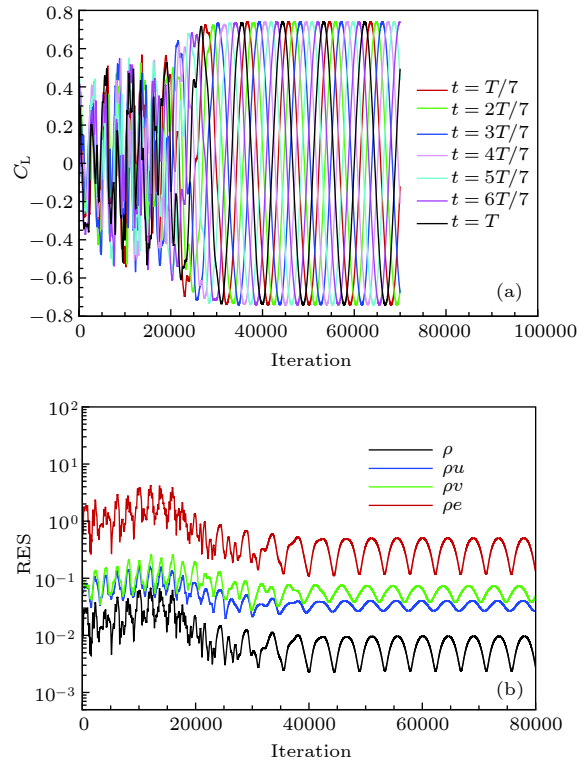 0.8
0.6
0.4
0.2
0
−0.2
−0.4
−0.6
−0.8
C_L
t = T/7
t = 2T/7
t = 3T/7
t = 4T/7
t = 5T/7
t = 6T/7
t = T
(a)
0 20000 40000 60000 80000 100000
Iteration
10^2
10^1
10^0
10^−1
10^−2
10^−3
RES
ρ
ρu
ρv
ρe
(b)
0 20000 40000 60000 80000
Iteration